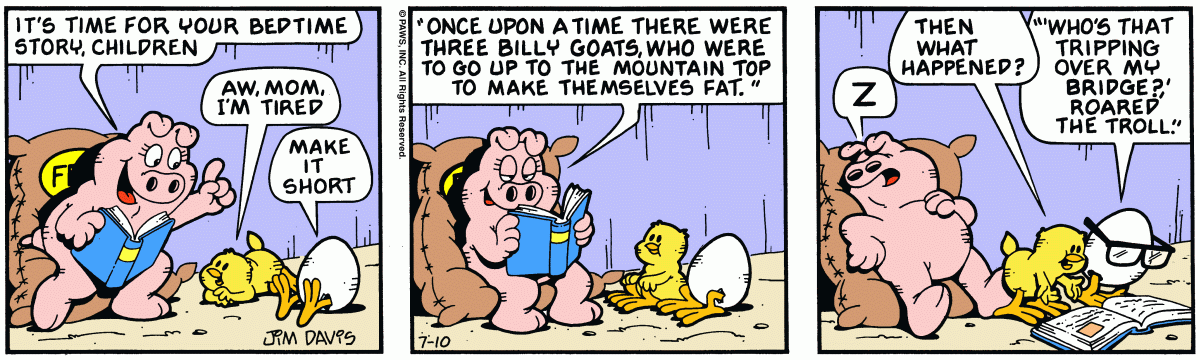 IT'S TIME FOR YOUR BEDTIME
STORY, CHILDREN
AW, MOM,
I'M TIRED
MAKE
IT
SHORT
F
JIM DAVIS
© PAWS, INC. All Rights Reserved.
"ONCE UPON A TIME THERE WERE
THREE BILLY GOATS, WHO WERE
TO GO UP TO THE MOUNTAIN TOP
TO MAKE THEMSELVES FAT."
7-10
Z
THEN
WHAT
HAPPENED?
"'WHO'S THAT
TRIPPING
OVER MY
BRIDGE?,'
ROARED
THE TROLL."